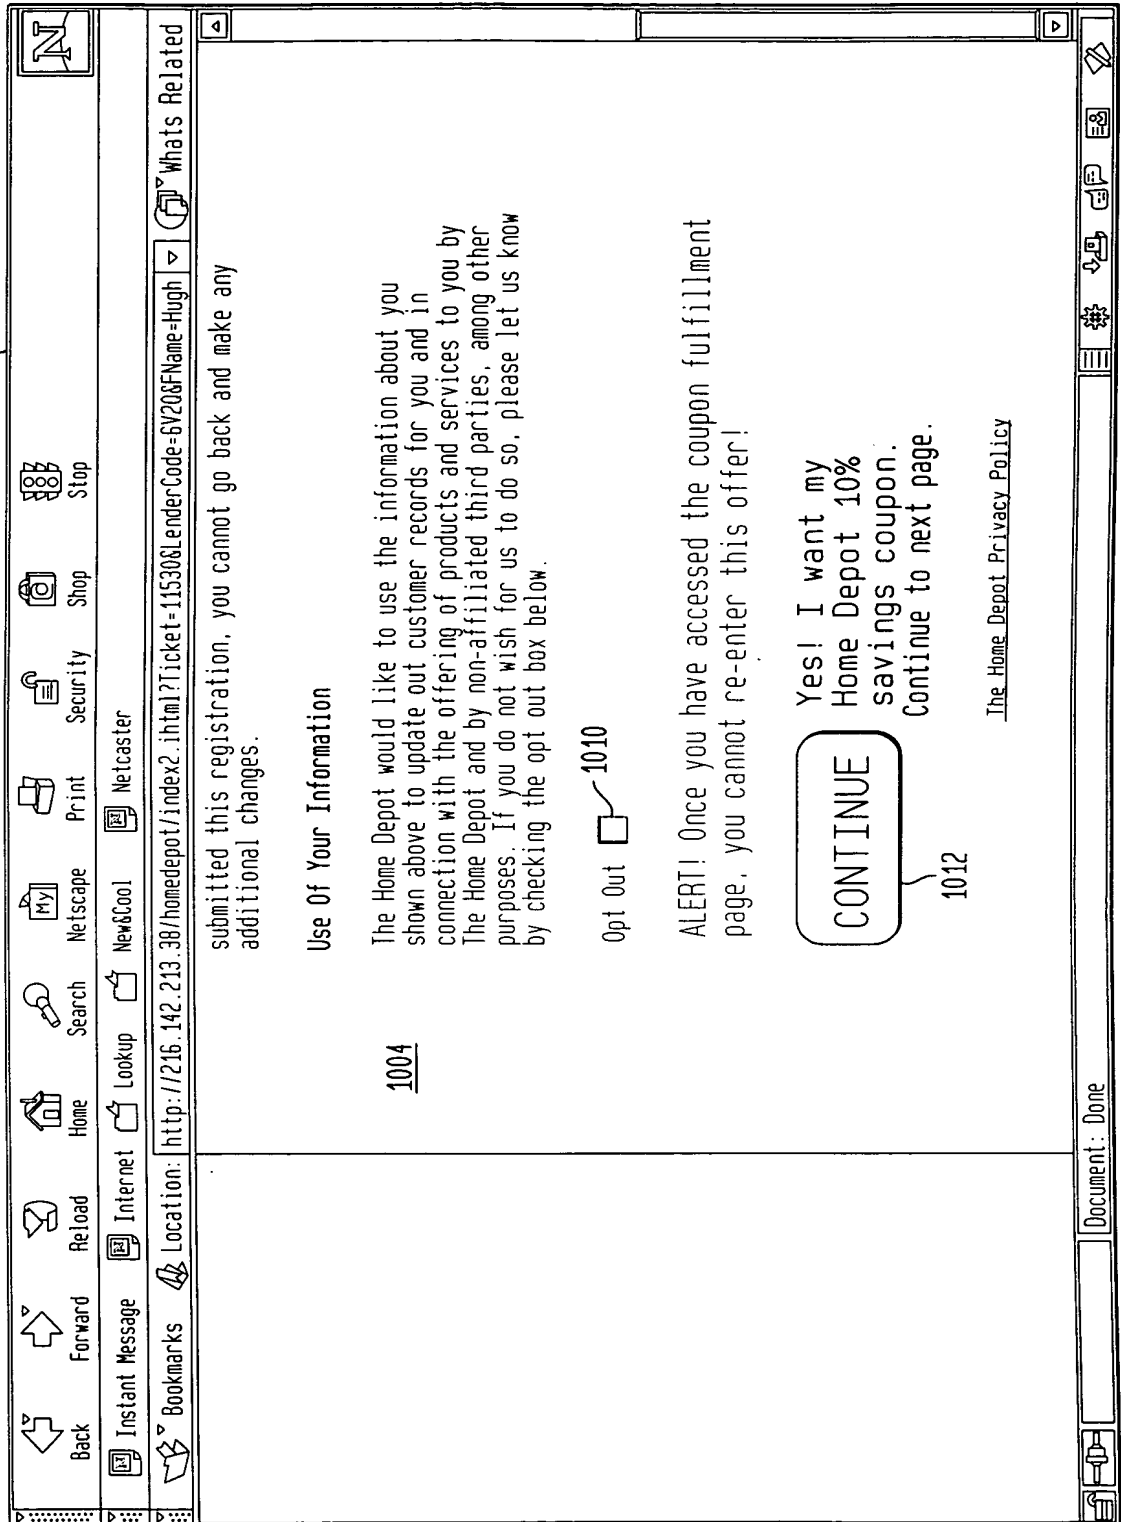 N
Back Forward Reload Home Search Netscape Print Security Shop Stop
My
Instant Message Internet Lookup New&Cool Netcaster
Bookmarks Location: http://216.142.213.30/homedepot/index2.ihtml?Ticket=11530&LenderCode=6V2Q&FName=Hugh Whats Related
submitted this registration, you cannot go back and make any
additional changes.
Use Of Your Information
1004
The Home Depot would like to use the information about you
shown above to update out customer records for you and in
connection with the offering of products and services to you by
The Home Depot and by non-affiliated third parties, among other
purposes. If you do not wish for us to do so, please let us know
by checking the opt out box below.
Opt Out 1010
ALERT! Once you have accessed the coupon fulfillment
page, you cannot re-enter this offer!
CONTINUE
1012
Yes! I want my
Home Depot 10%
savings coupon.
Continue to next page.
The Home Depot Privacy Policy
Document: Done